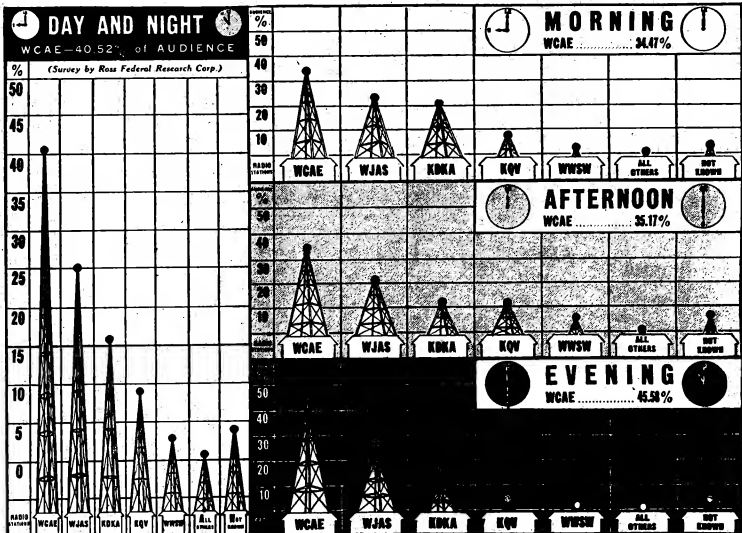 DAY AND NIGHT
WCAE—40.52% of AUDIENCE
% (Survey by Ross Federal Research Corp.)
50
45
40
35
30
25
20
15
10
5
0
RADIO STATIONS WCAE WJAS KDKA KQV WWSW ALL OTHERS NOT KNOWN
AUDIENCE
%
50
40
30
20
10
MORNING
WCAE .............. 34.47%
RADIO STATIONS WCAE WJAS KDKA KQV WWSW ALL OTHERS NOT KNOWN
%
50
40
30
20
10
AFTERNOON
WCAE .............. 35.17%
RADIO WCAE WJAS KDKA KQV WWSW ALL OTHERS NOT KNOWN
50
40
30
20
10
EVENING
WCAE .............. 45.58%
WCAE WJAS KDKA KQV WWSW ALL OTHERS NOT KNOWN